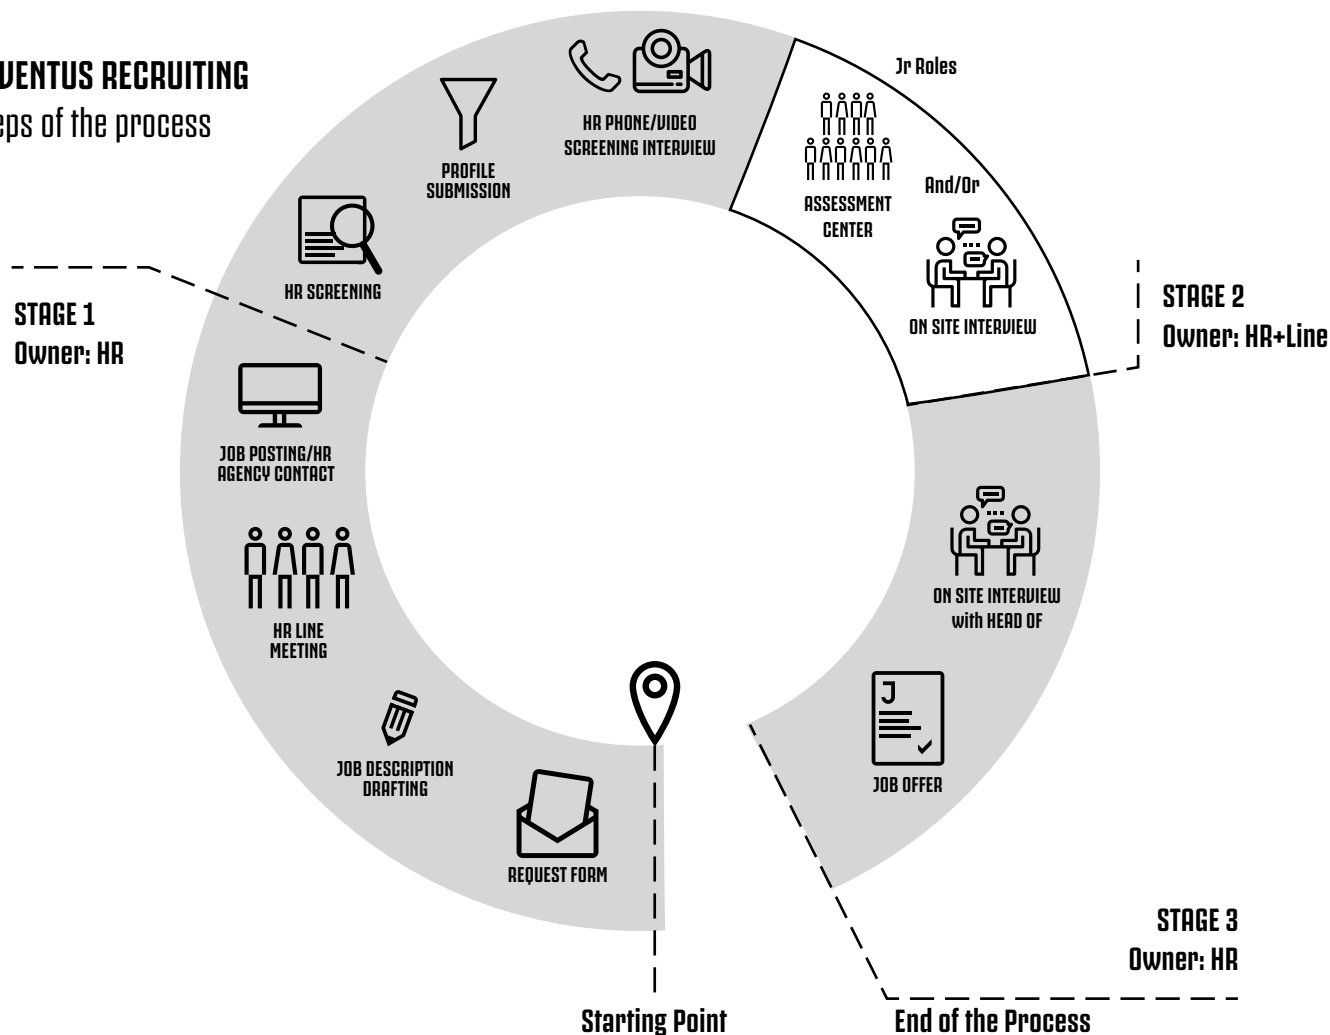 VENTUS RECRUITING
eps of the process
HR PHONE/VIDEO
SCREENING INTERVIEW
PROFILE
SUBMISSION
HR SCREENING
Jr Roles
ASSESSMENT
CENTER
And/Or
ON SITE INTERVIEW
STAGE 1
Owner: HR
STAGE 2
Owner: HR+Line
JOB POSTING/HR
AGENCY CONTACT
HR LINE
MEETING
JOB DESCRIPTION
DRAFTING
REQUEST FORM
ON SITE INTERVIEW
with HEAD OF
J
JOB OFFER
STAGE 3
Owner: HR
Starting Point
End of the Process